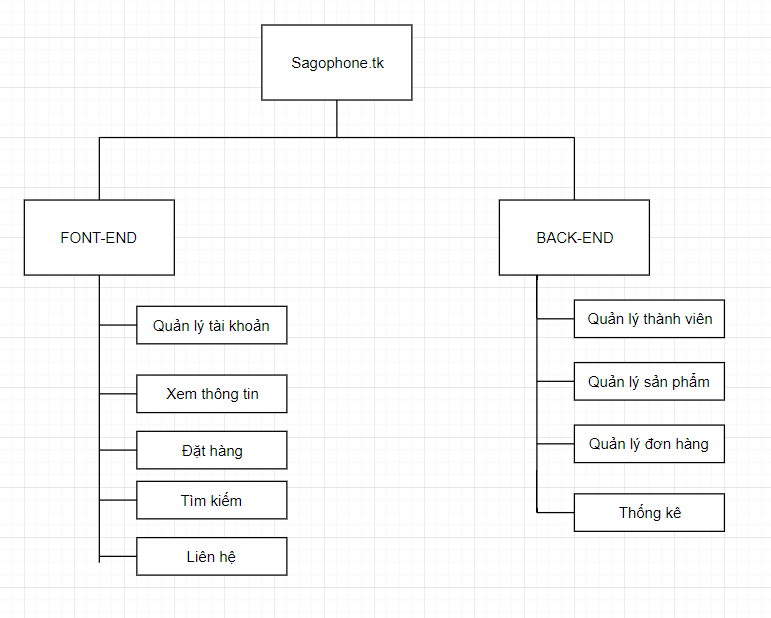 Sagophone.tk
FONT-END
BACK-END
Quản lý tài khoản
Xem thông tin
Đặt hàng
Tìm kiếm
Liên hệ
Quản lý thành viên
Quản lý sản phẩm
Quản lý đơn hàng
Thống kê